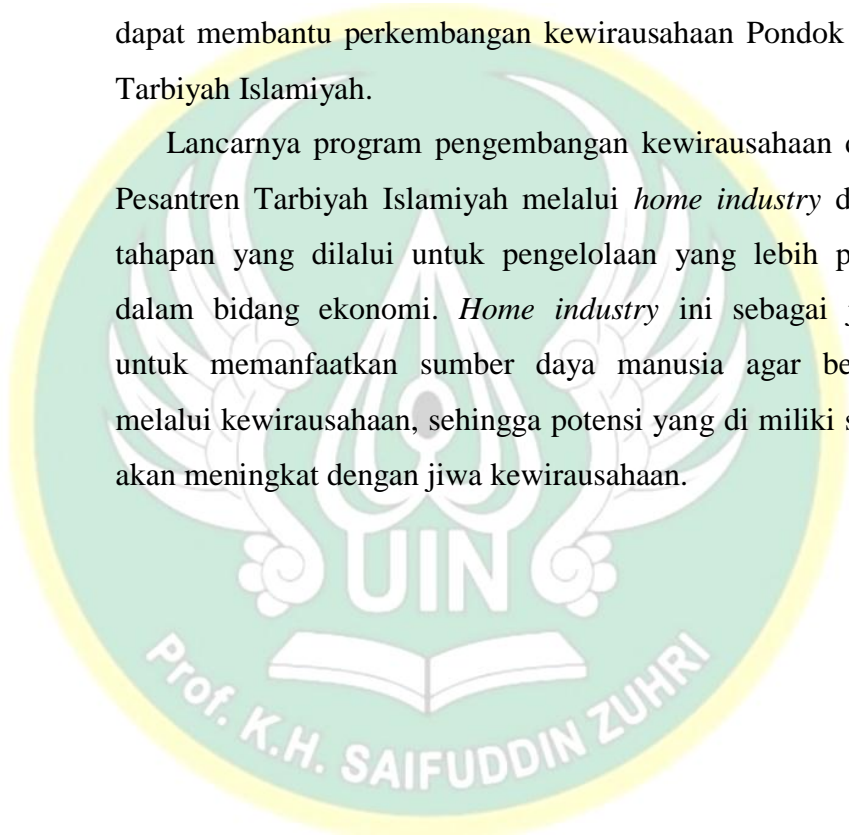 dapat membantu perkembangan kewirausahaan Pondok
Tarbiyah Islamiyah.
Lancarnya program pengembangan kewirausahaan
Pesantren Tarbiyah Islamiyah melalui home industry
tahapan yang dilalui untuk pengelolaan yang lebih
dalam bidang ekonomi. Home industry ini sebagai
untuk memanfaatkan sumber daya manusia agar
melalui kewirausahaan, sehingga potensi yang di miliki
akan meningkat dengan jiwa kewirausahaan.
UIN
Prof. K.H. SAIFUDDIN ZUHRI